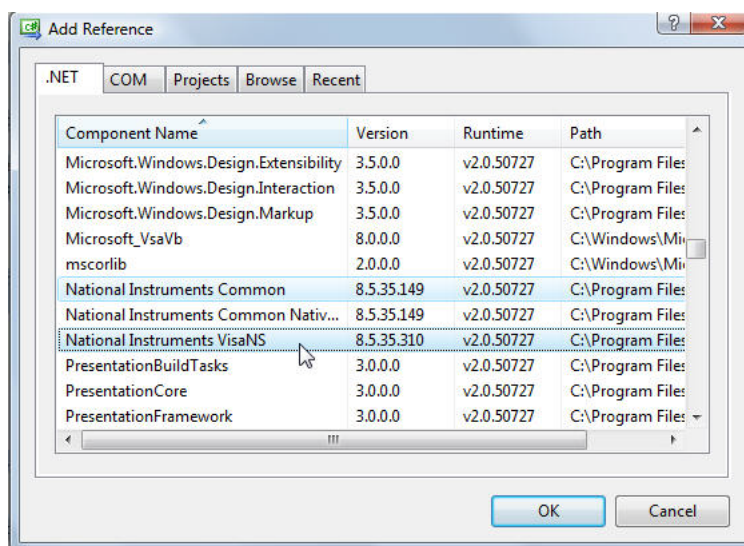 Add Reference
.NET COM Projects Browse Recent
Component Name Version Runtime Path
Microsoft.Windows.Design.Extensibility 3.5.0.0 v2.0.50727 C:\Program Files
Microsoft.Windows.Design.Interaction 3.5.0.0 v2.0.50727 C:\Program Files
Microsoft.Windows.Design.Markup 3.5.0.0 v2.0.50727 C:\Program Files
Microsoft_VsaVb 8.0.0.0 v2.0.50727 C:\Windows\Mi
mscorlib 2.0.0.0 v2.0.50727 C:\Windows\Mi
National Instruments Common 8.5.35.149 v2.0.50727 C:\Program Files
National Instruments Common Nativ... 8.5.35.149 v2.0.50727 C:\Program Files
National Instruments VisaNS 8.5.35.310 v2.0.50727 C:\Program Files
PresentationBuildTasks 3.0.0.0 v2.0.50727 C:\Program Files
PresentationCore 3.0.0.0 v2.0.50727 C:\Program Files
PresentationFramework 3.0.0.0 v2.0.50727 C:\Program Files
OK Cancel